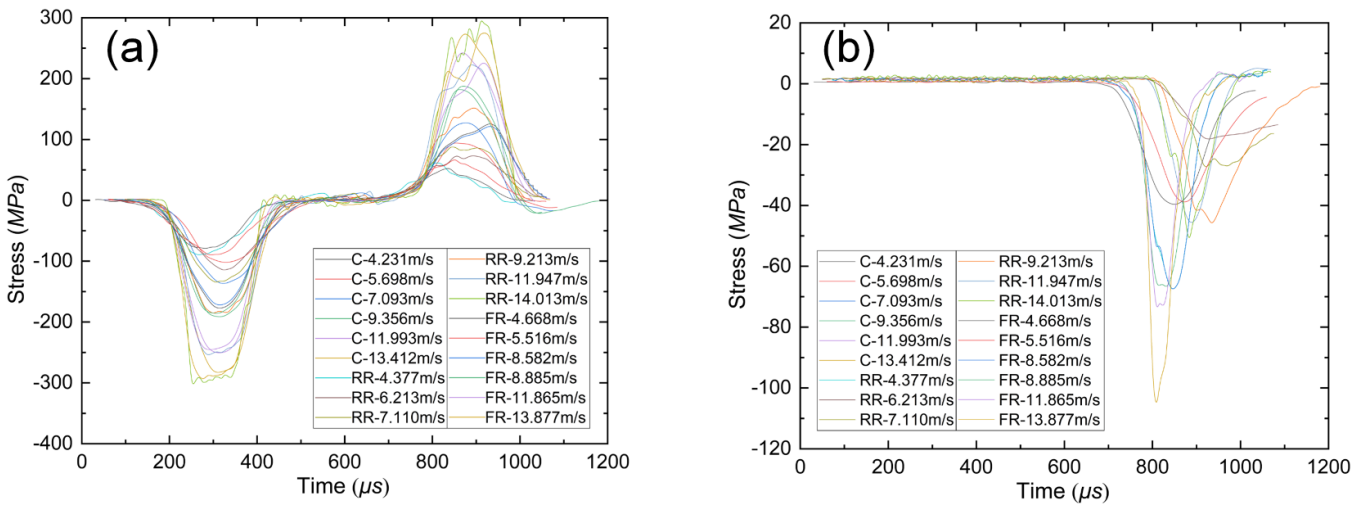 (a)
Stress (MPa)
300
200
100
0
-100
-200
-300
-400
0 200 400 600 800 1000 1200
Time (μs)
C-4.231m/s RR-9.213m/s
C-5.698m/s RR-11.947m/s
C-7.093m/s RR-14.013m/s
C-9.356m/s FR-4.668m/s
C-11.993m/s FR-5.516m/s
C-13.412m/s FR-8.582m/s
RR-4.377m/s FR-8.885m/s
RR-6.213m/s FR-11.865m/s
RR-7.110m/s FR-13.877m/s
(b)
Stress (MPa)
20
0
-20
-40
-60
-80
-100
-120
0 200 400 600 800 1000 1200
Time (μs)
C-4.231m/s RR-9.213m/s
C-5.698m/s RR-11.947m/s
C-7.093m/s RR-14.013m/s
C-9.356m/s FR-4.668m/s
C-11.993m/s FR-5.516m/s
C-13.412m/s FR-8.582m/s
RR-4.377m/s FR-8.885m/s
RR-6.213m/s FR-11.865m/s
RR-7.110m/s FR-13.877m/s